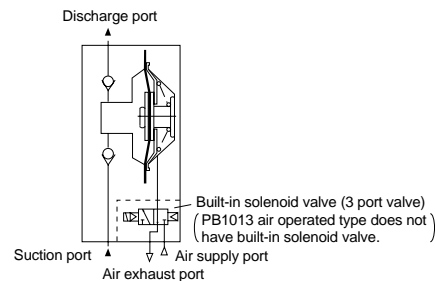 Discharge port
Built-in solenoid valve (3 port valve)
(PB1013 air operated type does not
have built-in solenoid valve.)
Suction port
Air supply port
Air exhaust port